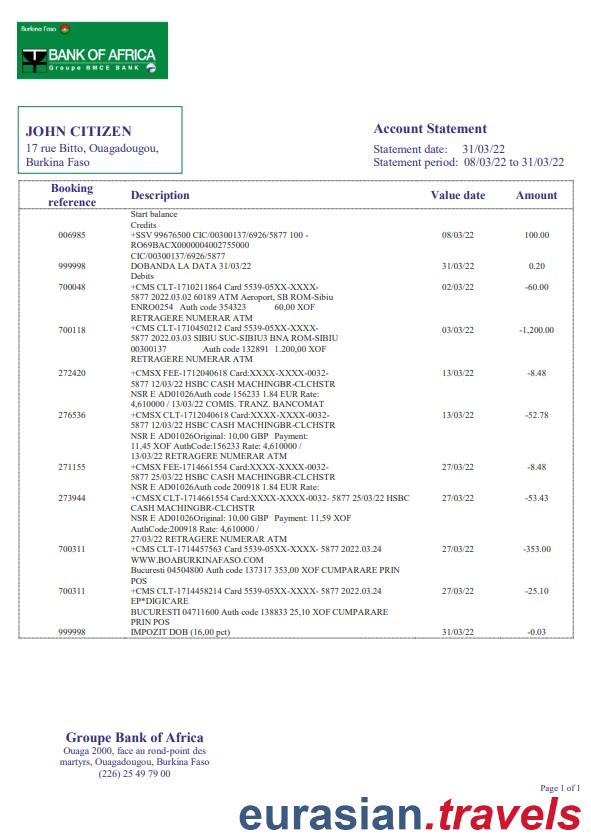 Burkina Faso
BANK OF AFRICA
Groupe BMCE BANK
JOHN CITIZEN
17 rue Bitto, Ouagadougou,
Burkina Faso
Account Statement
Statement date: 31/03/22
Statement period: 08/03/22 to 31/03/22
Booking reference Description Value date Amount
Start balance
Credits
006985 +SSV 99676500 CIC/00300137/6926/5877 100 - 08/03/22 100.00
RO69BACX0000004002755000
CIC/00300137/6926/5877
999998 DOBANDA LA DATA 31/03/22 31/03/22 0.20
Debits
700048 +CMS CLT-1710211864 Card 5539-05XX-XXXX- 02/03/22 -60.00
5877 2022.03.02 60189 ATM Aeroport, SB ROM-Sibiu
ENRO0254 Auth code 354323 60,00 XOF
RETRAGERE NUMERAR ATM
700118 +CMS CLT-1710450212 Card 5539-05XX-XXXX- 03/03/22 -1,200.00
5877 2022.03.03 SIBIU SUC-SIBIU3 BNA ROM-SIBIU
00300137 Auth code 132891 1.200,00 XOF
RETRAGERE NUMERAR ATM
272420 +CMSX FEE-1712040618 Card:XXXX-XXXX-0032- 13/03/22 -8.48
5877 12/03/22 HSBC CASH MACHINGBR-CLCHSTR
NSR E AD01026Auth code 156233 1.84 EUR Rate:
4,610000 / 13/03/22 COMIS. TRANZ. BANCOMAT
276536 +CMSX CLT-1712040618 Card:XXXX-XXXX-0032- 13/03/22 -52.78
5877 12/03/22 HSBC CASH MACHINGBR-CLCHSTR
NSR E AD01026Original: 10,00 GBP Payment:
11,45 XOF AuthCode:156233 Rate: 4,610000 /
13/03/22 RETRAGERE NUMERAR ATM
271155 +CMSX FEE-1714661554 Card:XXXX-XXXX-0032- 27/03/22 -8.48
5877 25/03/22 HSBC CASH MACHINGBR-CLCHSTR
NSR E AD01026 Auth code 200918 1.84 EUR Rate:
273944 +CMSX CLT-1714661554 Card:XXXX-XXXX-0032- 5877 25/03/22 HSBC 27/03/22 -53.43
CASH MACHINGBR-CLCHSTR
NSR E AD01026Original: 10,00 GBP Payment: 11,59 XOF
AuthCode:200918 Rate: 4,610000 /
27/03/22 RETRAGERE NUMERAR ATM
700311 +CMS CLT-1714457563 Card 5539-05XX-XXXX- 5877 2022.03.24 27/03/22 -353.00
WWW.BOABURKINAFASO.COM
Bucuresti 04504800 Auth code 137317 353,00 XOF CUMPARARE PRIN
POS
700311 +CMS CLT-1714458214 Card 5539-05XX-XXXX- 5877 2022.03.24 27/03/22 -25.10
EP*DIGICARE
BUCURESTI 04711600 Auth code 138833 25,10 XOF CUMPARARE
PRIN POS
999998 IMPOZIT DOB (16,00 pct) 31/03/22 -0.03
Groupe Bank of Africa
Ouaga 2000, face au rond-point des
martyrs, Ouagadougou, Burkina Faso
(226) 25 49 79 00
Page 1 of 1
eurasian.travels